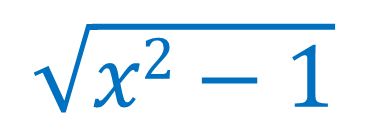 √(x² − 1)